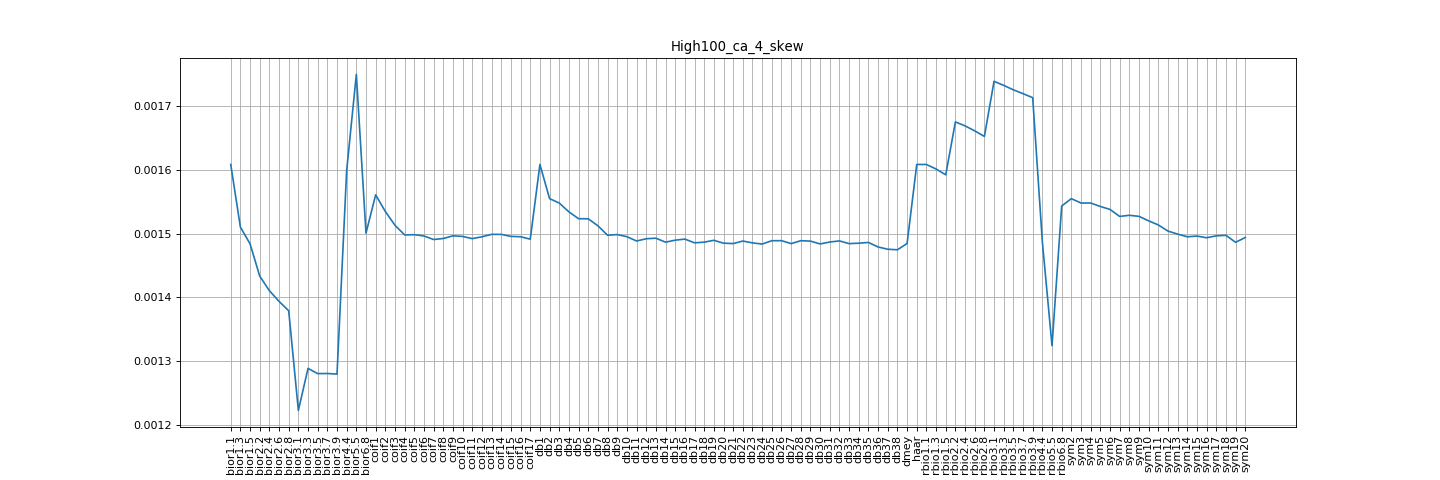 High100_ca_4_skew
0.0017
0.0016
0.0015
0.0014
0.0013
0.0012
bior1.1
bior1.3
bior1.5
bior2.2
bior2.4
bior2.6
bior2.8
bior3.1
bior3.3
bior3.5
bior3.7
bior3.9
bior4.4
bior5.5
bior6.8
coif1
coif2
coif3
coif4
coif5
coif6
coif7
coif8
coif9
coif10
coif11
coif12
coif13
coif14
coif15
coif16
coif17
db1
db2
db3
db4
db5
db6
db7
db8
db9
db10
db11
db12
db13
db14
db15
db16
db17
db18
db19
db20
db21
db22
db23
db24
db25
db26
db27
db28
db29
db30
db31
db32
db33
db34
db35
db36
db37
db38
dmey
haar
rbio1.1
rbio1.3
rbio1.5
rbio2.2
rbio2.4
rbio2.6
rbio2.8
rbio3.1
rbio3.3
rbio3.5
rbio3.7
rbio3.9
rbio4.4
rbio5.5
rbio6.8
sym2
sym3
sym4
sym5
sym6
sym7
sym8
sym9
sym10
sym11
sym12
sym13
sym14
sym15
sym16
sym17
sym18
sym19
sym20